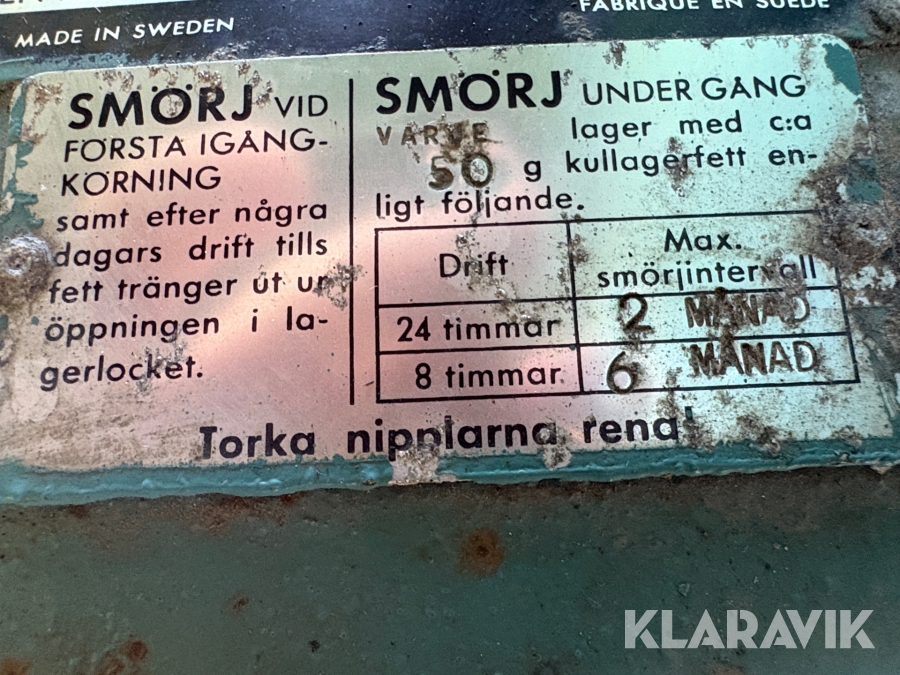 MADE IN SWEDEN
FABRIQUE EN SUÈDE
SMÖRJ VID
FÖRSTA IGÅNG-
KÖRNING
samt efter några
dagars drift tills
fett tränger ut ur
öppningen i la-
gerlocket.
SMÖRJ UNDER GÅNG
VARJE lager med c:a
50 g kullagerfett en-
ligt följande.
Drift
Max.
smörjintervall
24 timmar 2 MÅNAD
8 timmar 6 MÅNAD
Torka nipplarna rena!
KLARAVIK